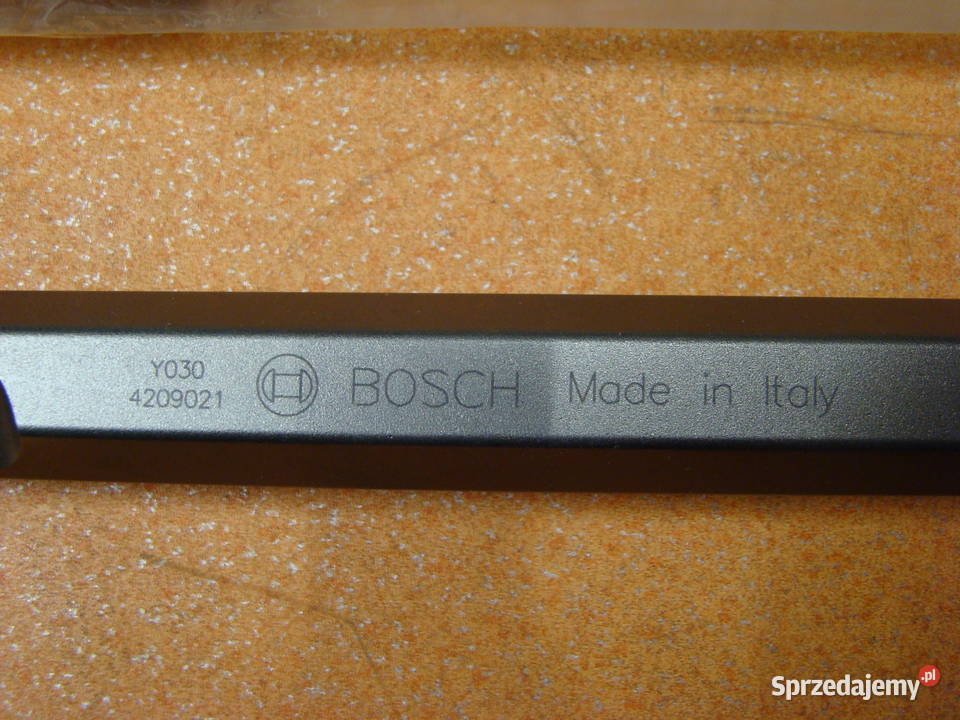 Y030
4209021
BOSCH Made in Italy
Sprzedajemy.pl